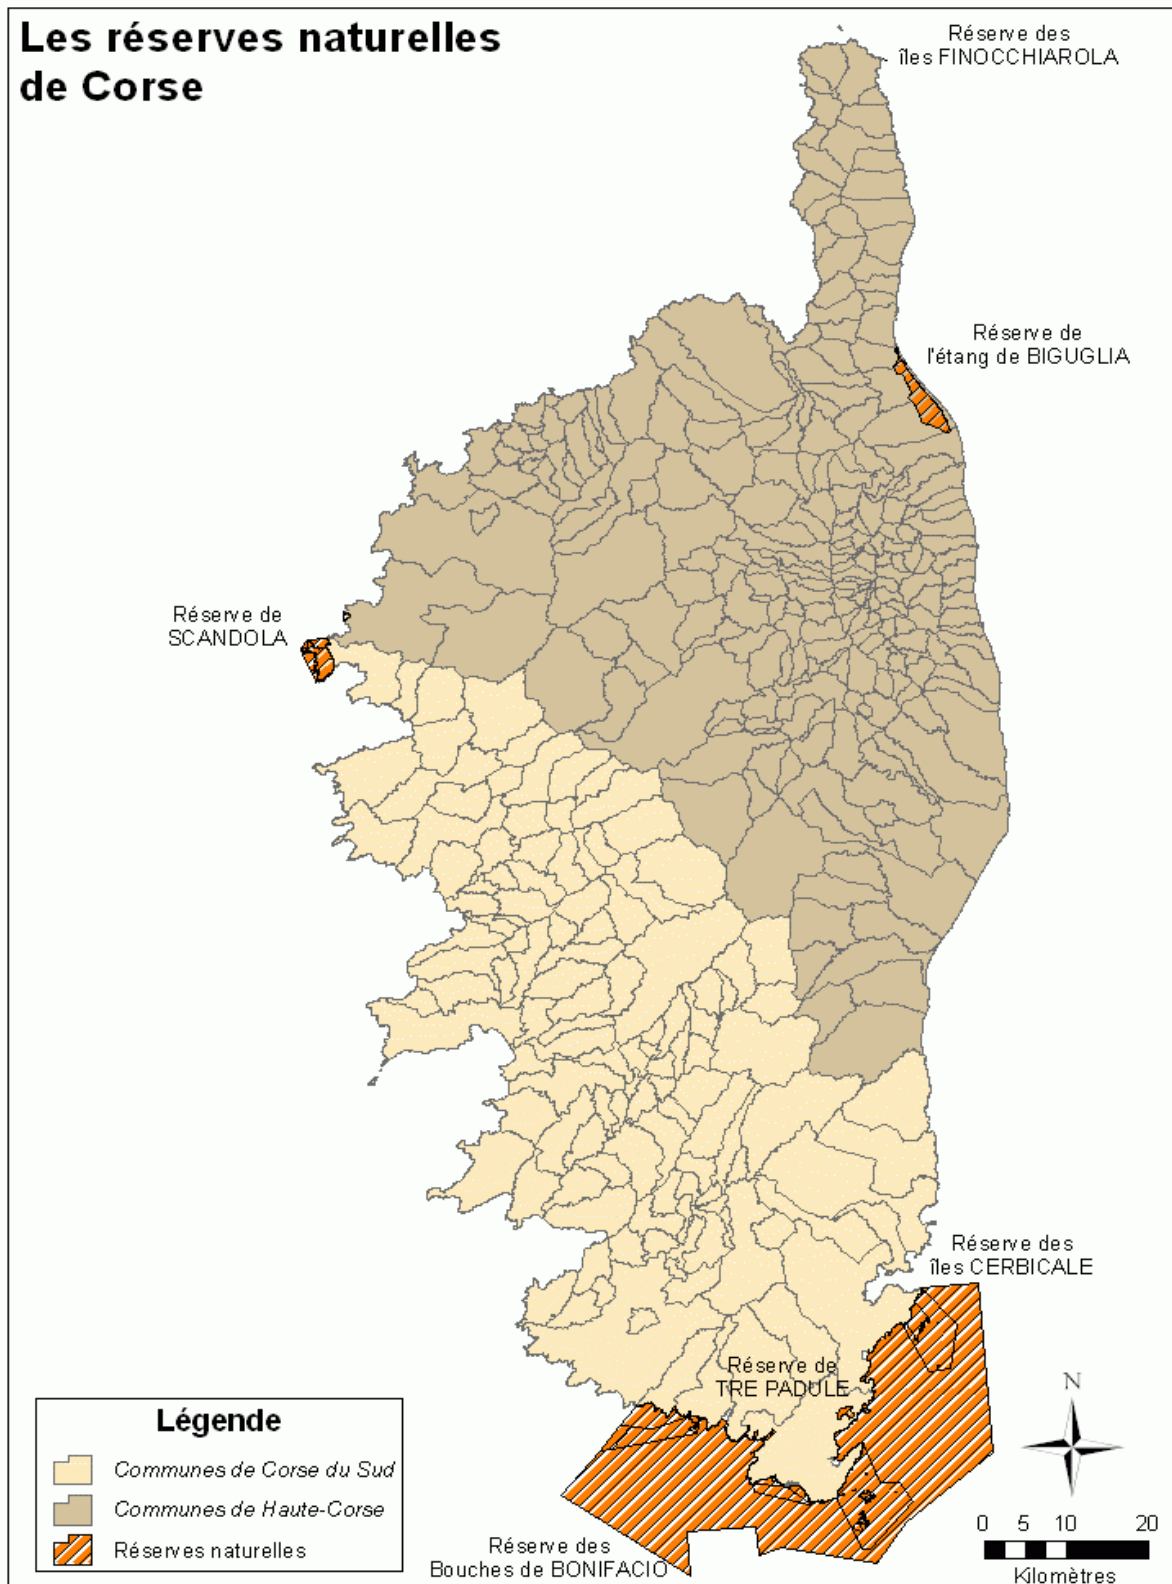 Les réserves naturelles
de Corse
Réserve des
îles FINOCCHIAROLA
Réserve de
l'étang de BIGUGLIA
Réserve de
SCANDOLA
Réserve des
îles CERBICALE
Réserve de
TRE PADULE
Réserve des
Bouches de BONIFACIO
Légende
Communes de Corse du Sud
Communes de Haute-Corse
Réserves naturelles
N
0 5 10 20
Kilomètres